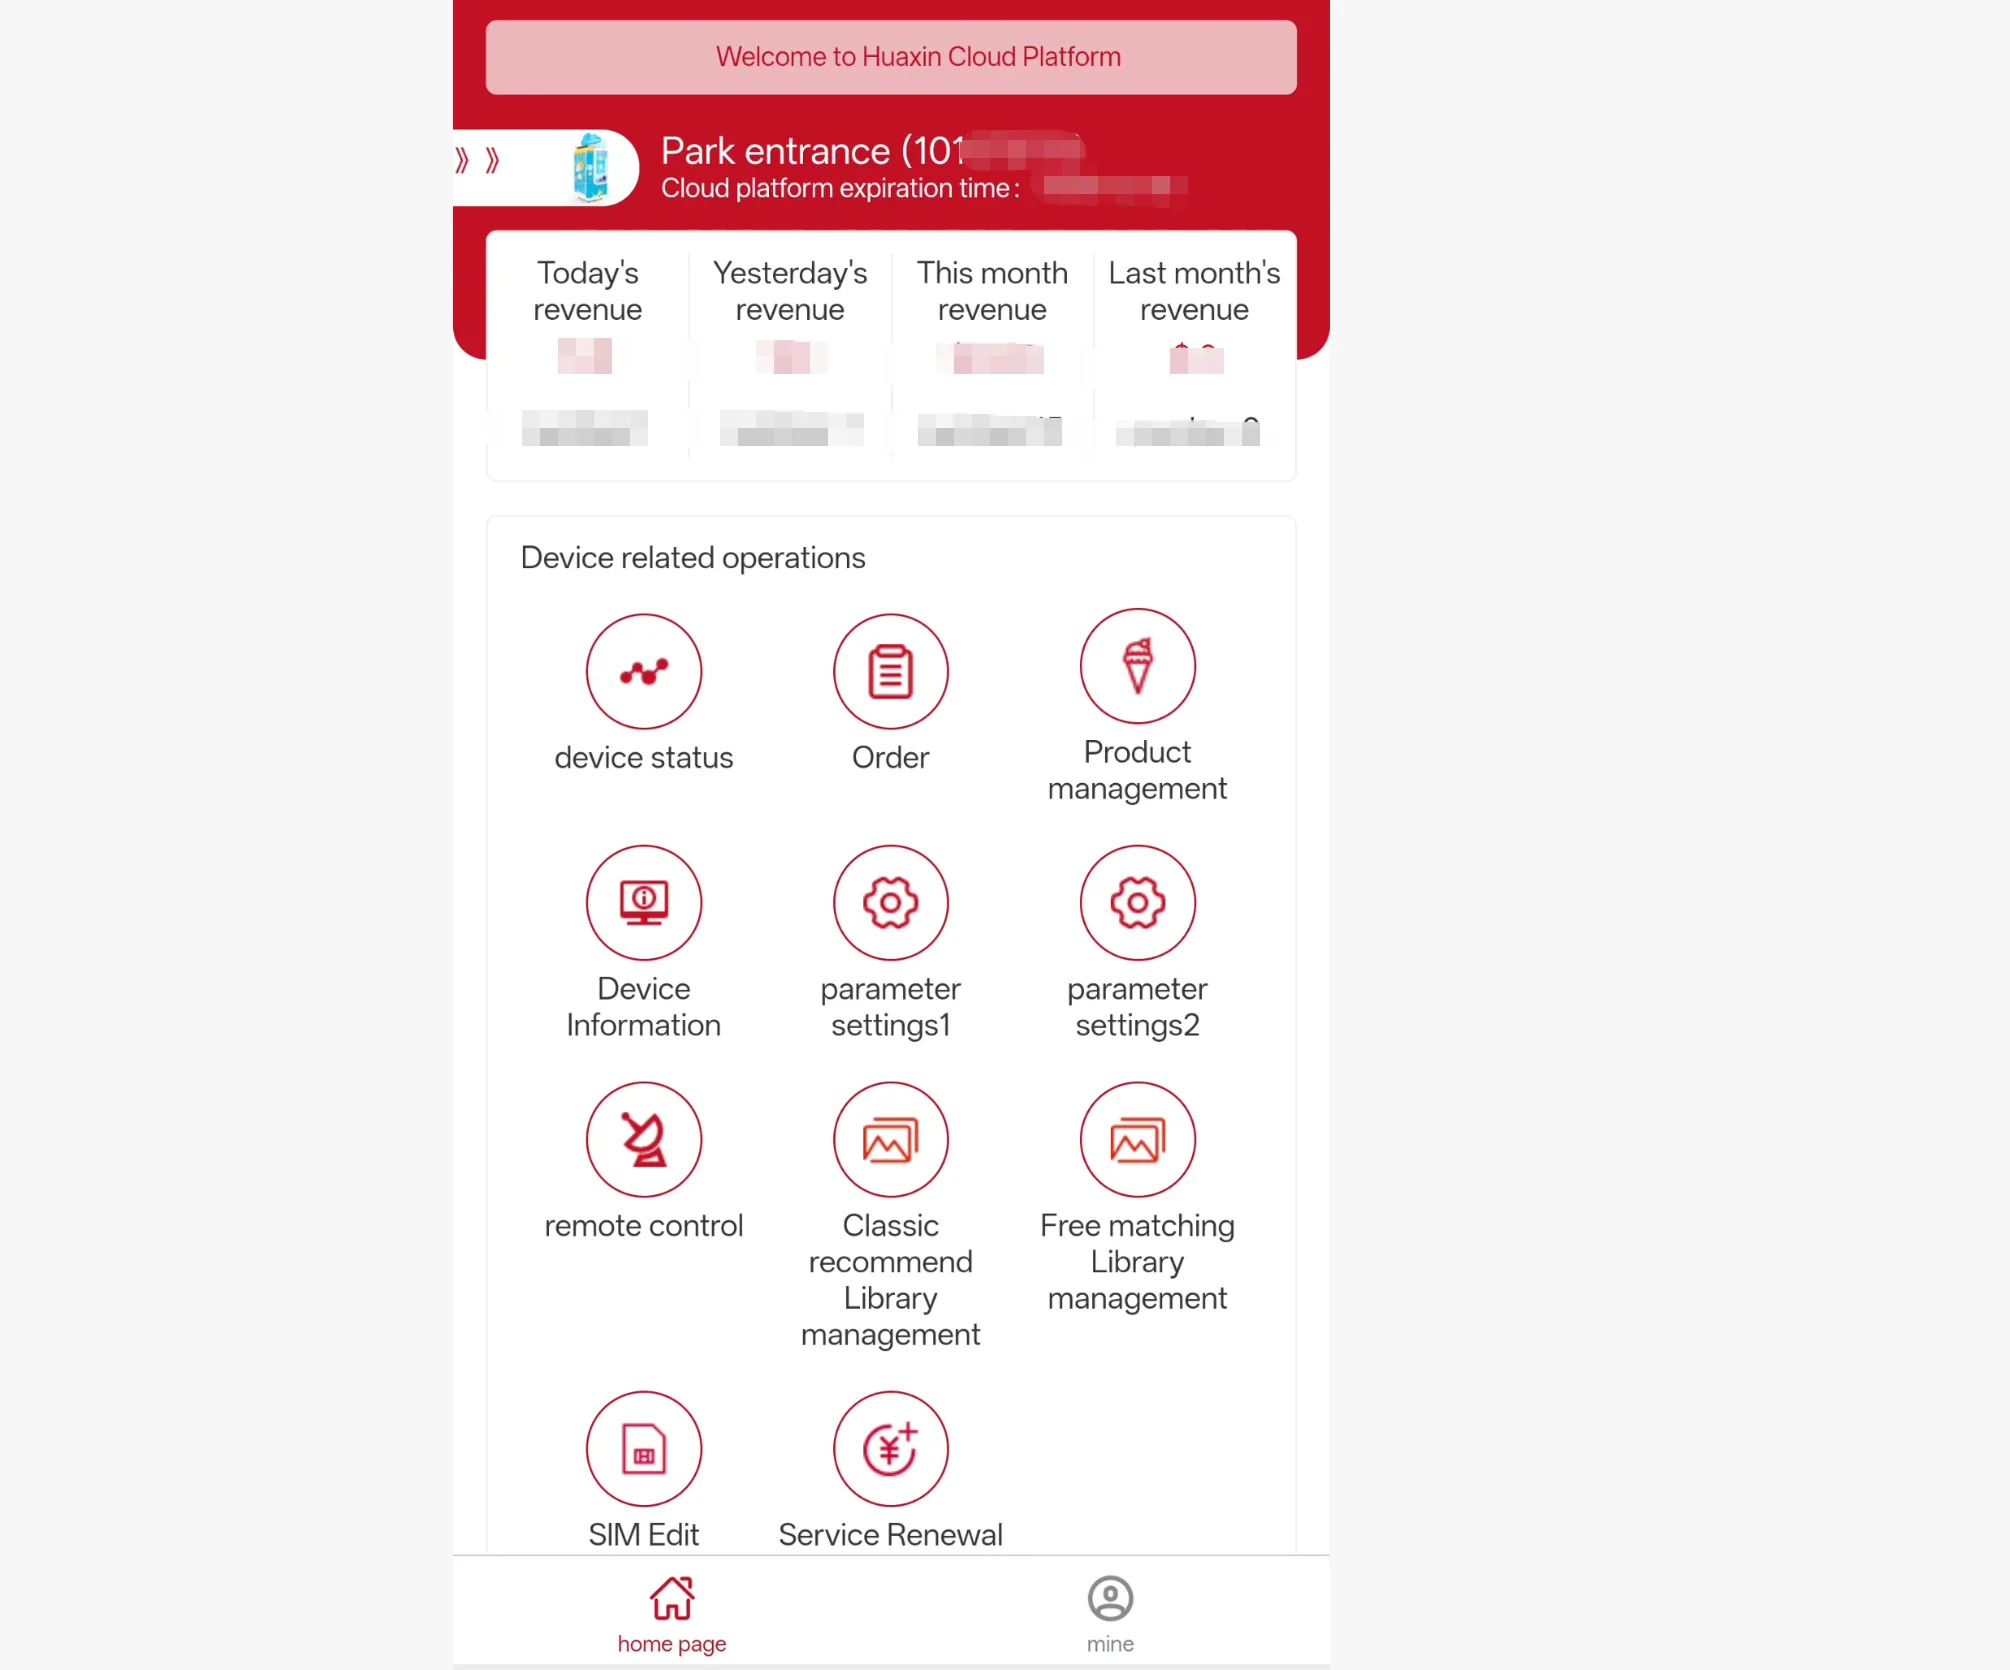 Welcome to Huaxin Cloud Platform
Park entrance (101
Cloud platform expiration time:
Today's
revenue
Yesterday's
revenue
This month
revenue
Last month's
revenue
Device related operations
device status
Order
Product
management
Device
Information
parameter
settings1
parameter
settings2
remote control
Classic
recommend
Library
management
Free matching
Library
management
SIM Edit
Service Renewal
home page
mine